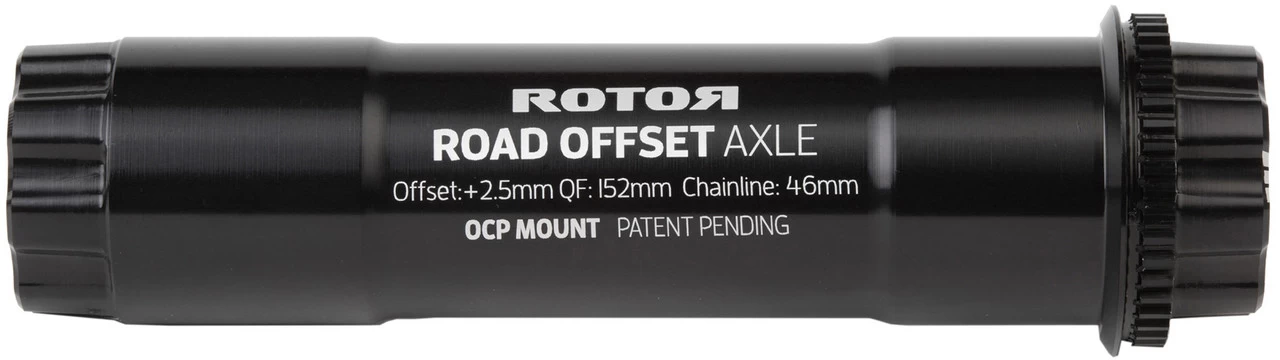 ROTOR
ROAD OFFSET AXLE
Offset:+2.5mm QF: 152mm Chainline: 46mm
OCP MOUNT PATENT PENDING